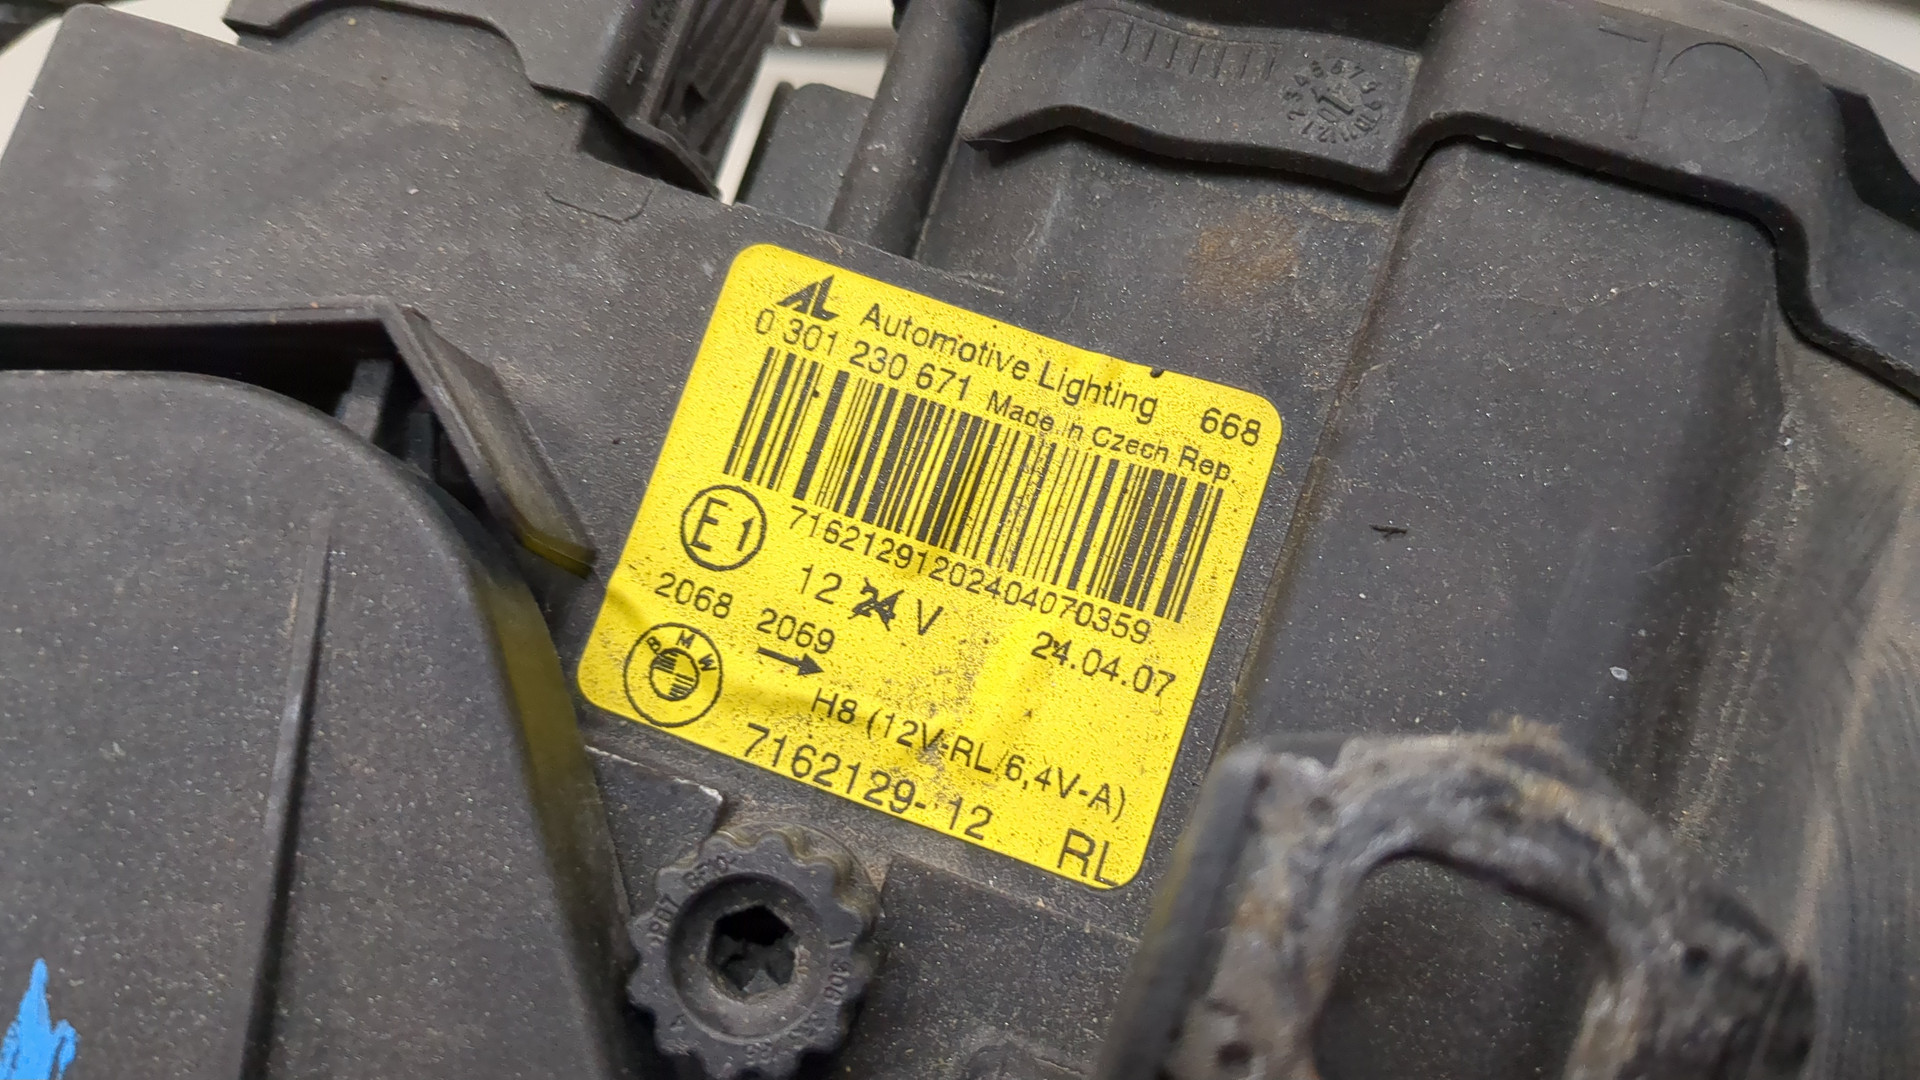 AL Automotive Lighting 668
0 301 230 671 Made in Czech Rep.
71621291202404070359
E1 12 24 V 24.04.07
2068 2069
BMW
H8 (12V-RL/6,4V-A)
7162129-12 RL